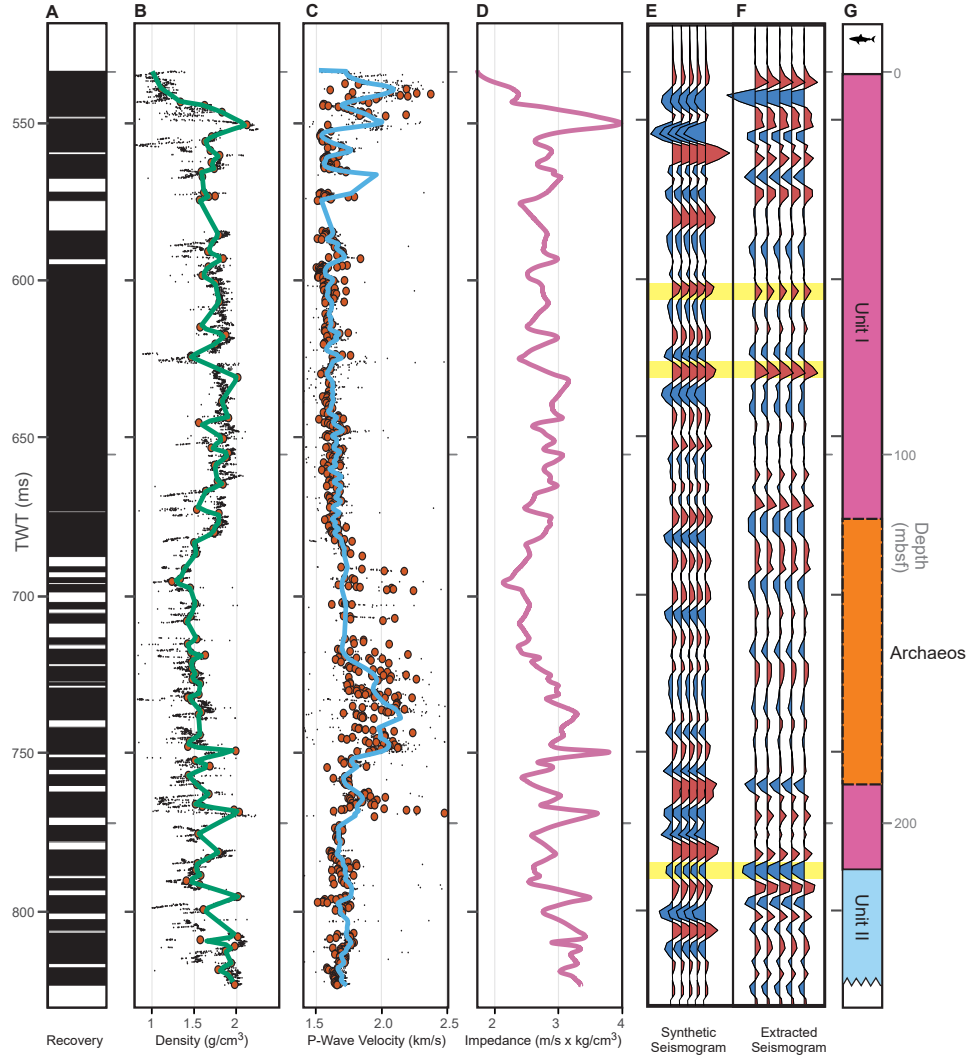 A B C D E F G
0
550
600
650
100
TWT (ms)
Depth
(mbsf)
700
750
200
800
Unit I
Archaeos
Unit II
1 1.5 2
1.5 2.0 2.5
2 3 4
Recovery
Density (g/cm³)
P-Wave Velocity (km/s)
Impedance (m/s x kg/cm³)
Synthetic
Seismogram
Extracted
Seismogram